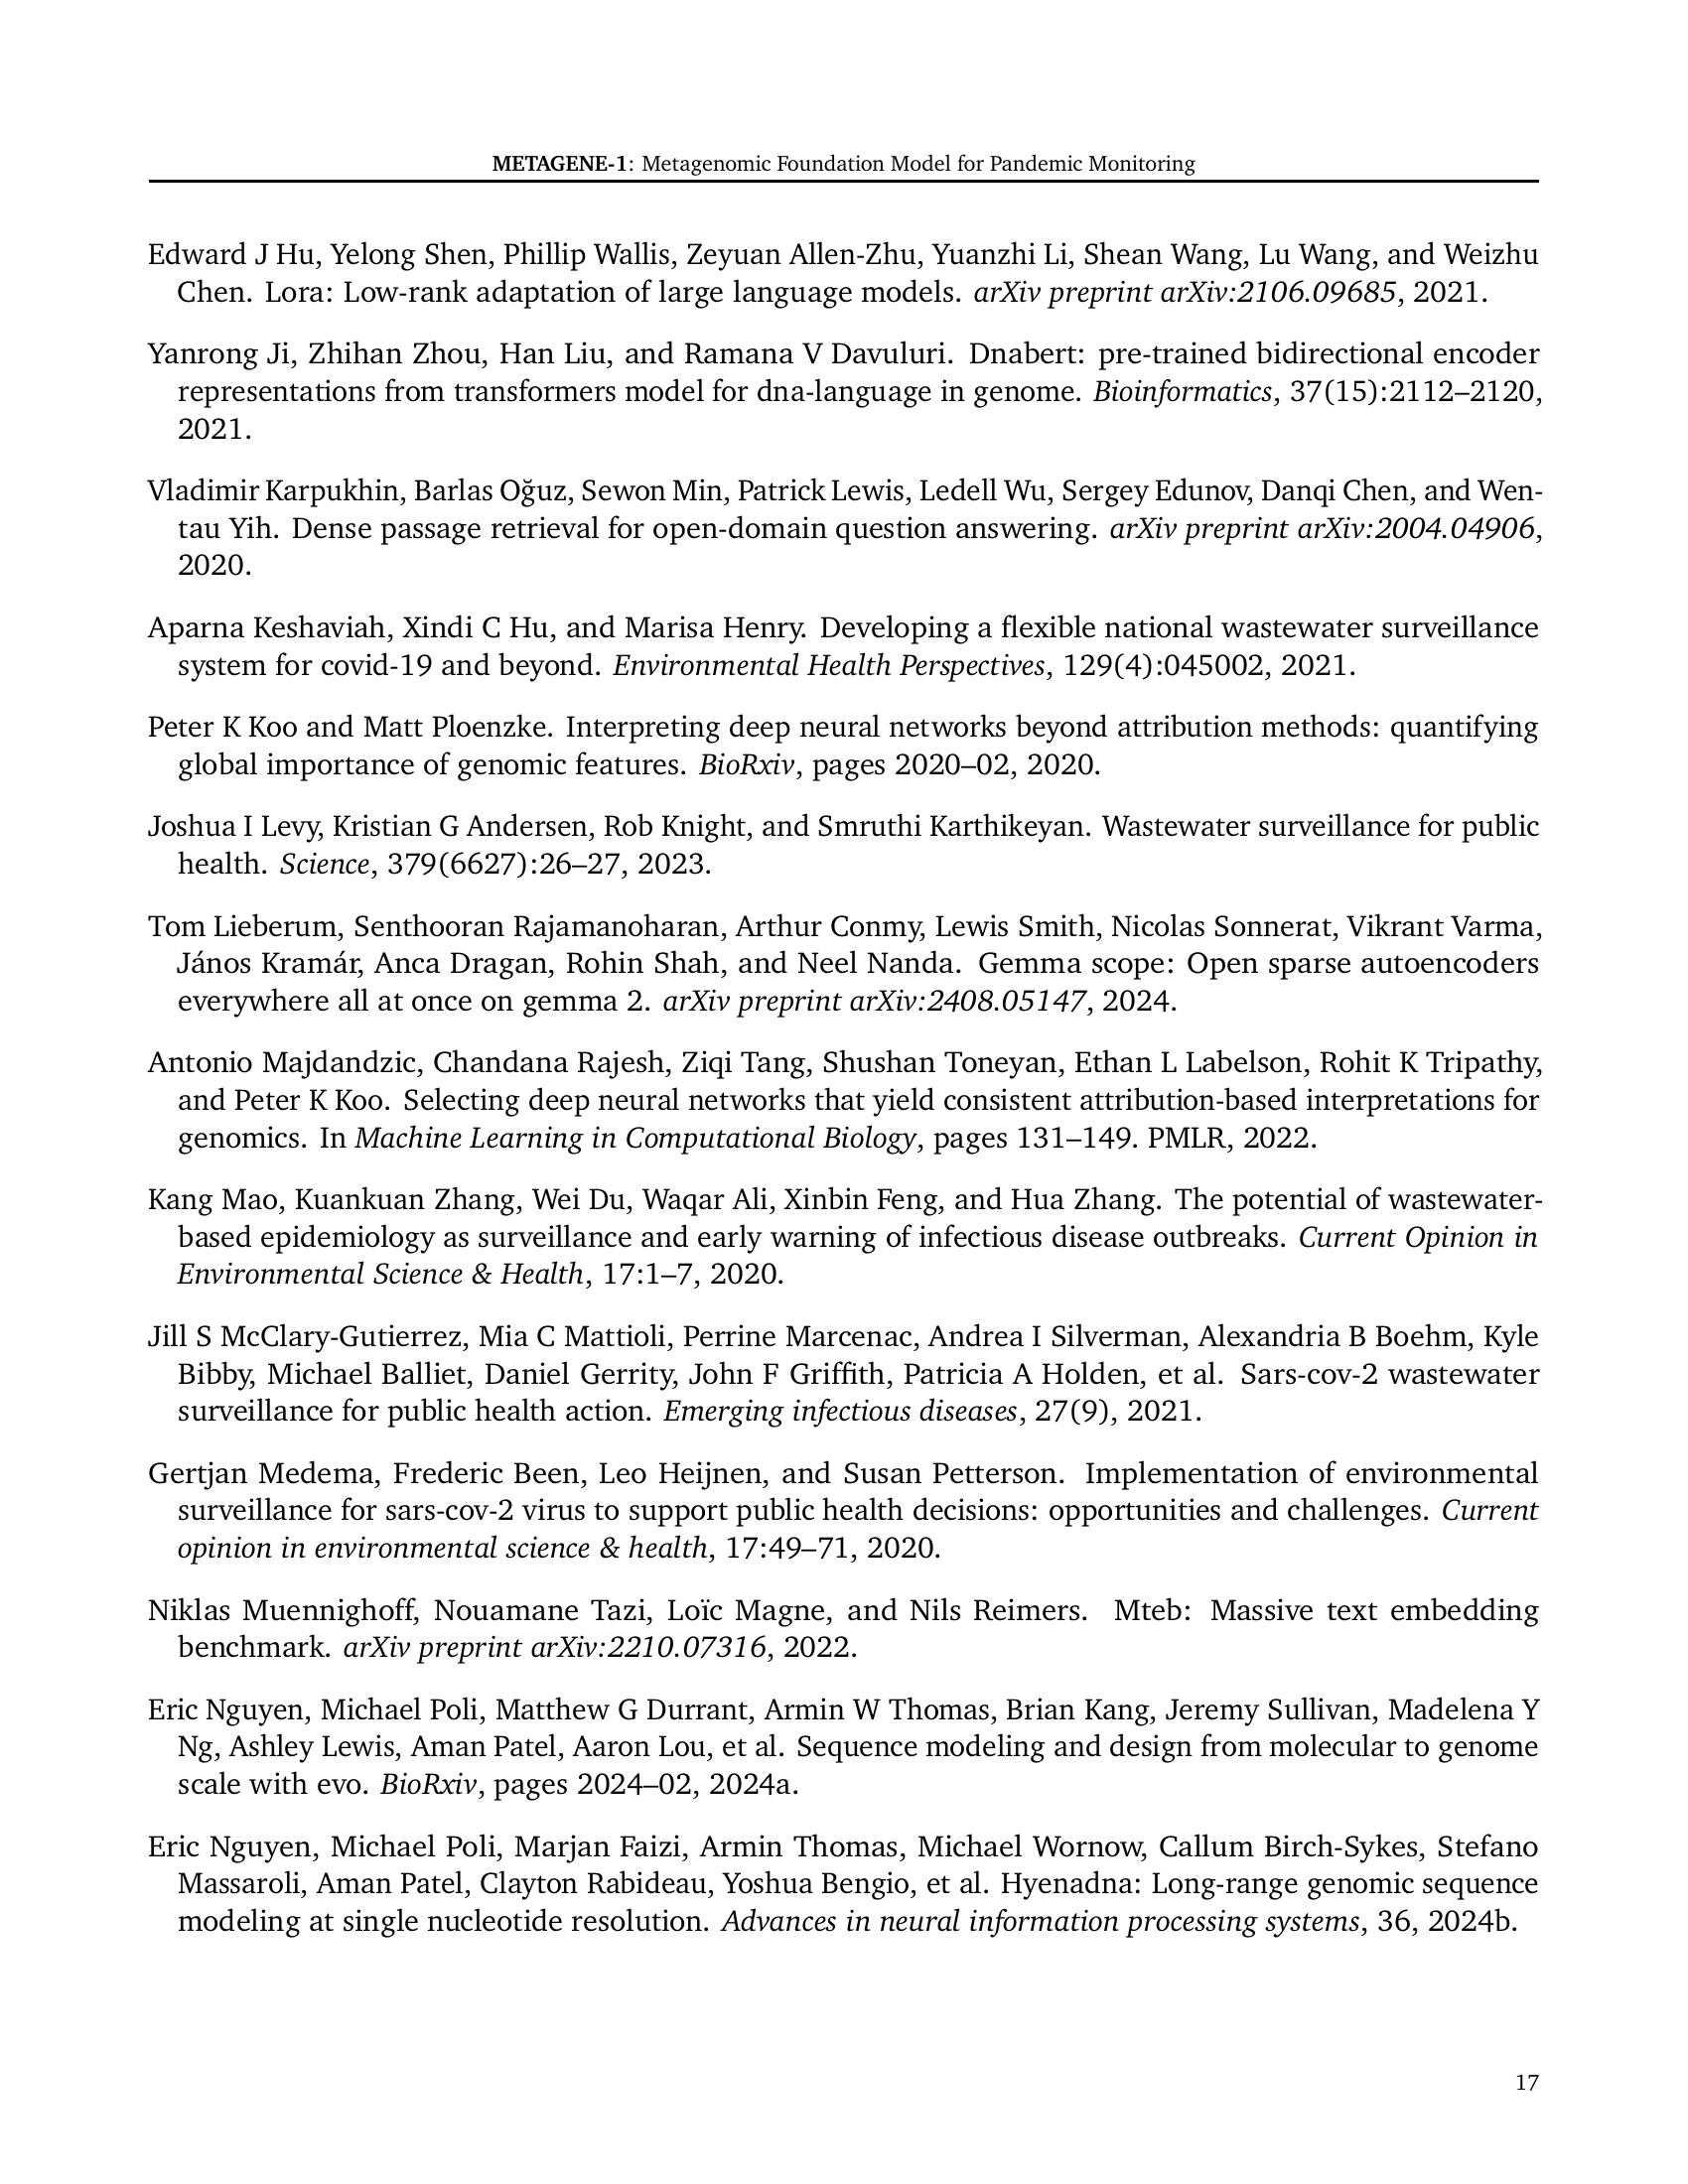 METAGENE-1: Metagenomic Foundation Model for Pandemic Monitoring
Edward J Hu, Yelong Shen, Phillip Wallis, Zeyuan Allen-Zhu, Yuanzhi Li, Shean Wang, Lu Wang, and Weizhu
Chen. Lora: Low-rank adaptation of large language models. arXiv preprint arXiv:2106.09685, 2021.
Yanrong Ji, Zhihan Zhou, Han Liu, and Ramana V Davuluri. Dnabert: pre-trained bidirectional encoder
representations from transformers model for dna-language in genome. Bioinformatics, 37(15):2112–2120,
2021.
Vladimir Karpukhin, Barlas Oğuz, Sewon Min, Patrick Lewis, Ledell Wu, Sergey Edunov, Danqi Chen, and Wen-
tau Yih. Dense passage retrieval for open-domain question answering. arXiv preprint arXiv:2004.04906,
2020.
Aparna Keshaviah, Xindi C Hu, and Marisa Henry. Developing a flexible national wastewater surveillance
system for covid-19 and beyond. Environmental Health Perspectives, 129(4):045002, 2021.
Peter K Koo and Matt Ploenzke. Interpreting deep neural networks beyond attribution methods: quantifying
global importance of genomic features. BioRxiv, pages 2020–02, 2020.
Joshua I Levy, Kristian G Andersen, Rob Knight, and Smruthi Karthikeyan. Wastewater surveillance for public
health. Science, 379(6627):26–27, 2023.
Tom Lieberum, Senthooran Rajamanoharan, Arthur Conmy, Lewis Smith, Nicolas Sonnerat, Vikrant Varma,
János Kramár, Anca Dragan, Rohin Shah, and Neel Nanda. Gemma scope: Open sparse autoencoders
everywhere all at once on gemma 2. arXiv preprint arXiv:2408.05147, 2024.
Antonio Majdandzic, Chandana Rajesh, Ziqi Tang, Shushan Toneyan, Ethan L Labelson, Rohit K Tripathy,
and Peter K Koo. Selecting deep neural networks that yield consistent attribution-based interpretations for
genomics. In Machine Learning in Computational Biology, pages 131–149. PMLR, 2022.
Kang Mao, Kuankuan Zhang, Wei Du, Waqar Ali, Xinbin Feng, and Hua Zhang. The potential of wastewater-
based epidemiology as surveillance and early warning of infectious disease outbreaks. Current Opinion in
Environmental Science & Health, 17:1–7, 2020.
Jill S McClary-Gutierrez, Mia C Mattioli, Perrine Marcenac, Andrea I Silverman, Alexandria B Boehm, Kyle
Bibby, Michael Balliet, Daniel Gerrity, John F Griffith, Patricia A Holden, et al. Sars-cov-2 wastewater
surveillance for public health action. Emerging infectious diseases, 27(9), 2021.
Gertjan Medema, Frederic Been, Leo Heijnen, and Susan Petterson. Implementation of environmental
surveillance for sars-cov-2 virus to support public health decisions: opportunities and challenges. Current
opinion in environmental science & health, 17:49–71, 2020.
Niklas Muennighoff, Nouamane Tazi, Loïc Magne, and Nils Reimers. Mteb: Massive text embedding
benchmark. arXiv preprint arXiv:2210.07316, 2022.
Eric Nguyen, Michael Poli, Matthew G Durrant, Armin W Thomas, Brian Kang, Jeremy Sullivan, Madelena Y
Ng, Ashley Lewis, Aman Patel, Aaron Lou, et al. Sequence modeling and design from molecular to genome
scale with evo. BioRxiv, pages 2024–02, 2024a.
Eric Nguyen, Michael Poli, Marjan Faizi, Armin Thomas, Michael Wornow, Callum Birch-Sykes, Stefano
Massaroli, Aman Patel, Clayton Rabideau, Yoshua Bengio, et al. Hyenadna: Long-range genomic sequence
modeling at single nucleotide resolution. Advances in neural information processing systems, 36, 2024b.
17